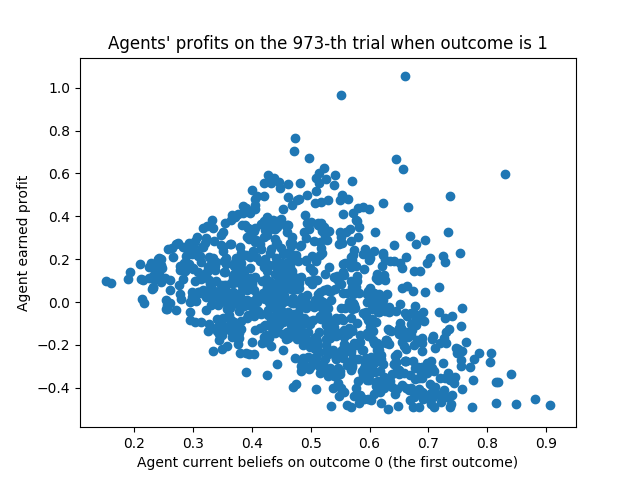 Agents' profits on the 973-th trial when outcome is 1
1.0
0.8
0.6
0.4
0.2
0.0
−0.2
−0.4
Agent earned profit
0.2 0.3 0.4 0.5 0.6 0.7 0.8 0.9
Agent current beliefs on outcome 0 (the first outcome)